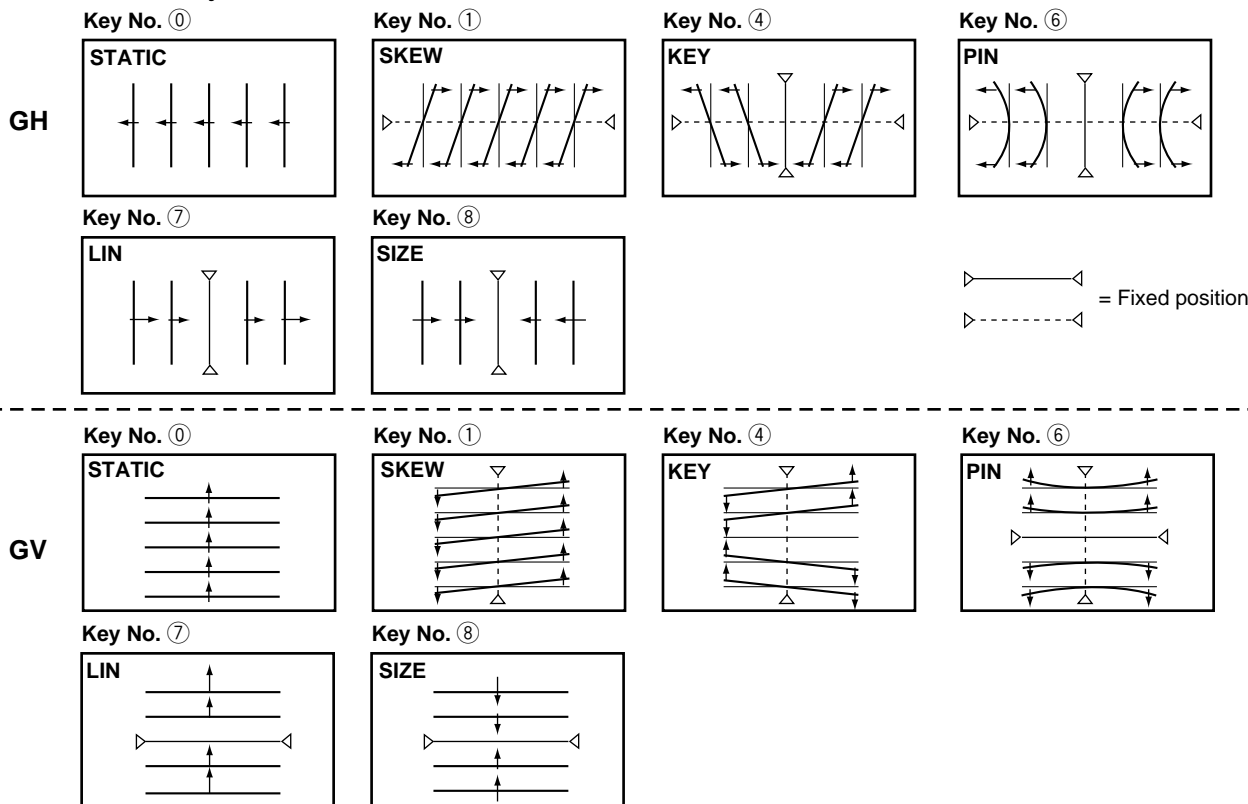 Key No. ⓪ Key No. ① Key No. ④ Key No. ⑥
STATIC SKEW KEY PIN
GH
Key No. ⑦ Key No. ⑧
LIN SIZE
= Fixed position
Key No. ⓪ Key No. ① Key No. ④ Key No. ⑥
STATIC SKEW KEY PIN
GV
Key No. ⑦ Key No. ⑧
LIN SIZE